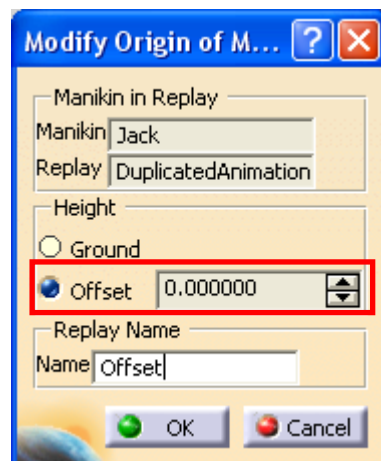 Modify Origin of M... ?
Manikin in Replay
Manikin Jack
Replay DuplicatedAnimation
Height
Ground
Offset 0.000000
Replay Name
Name Offset
OK Cancel